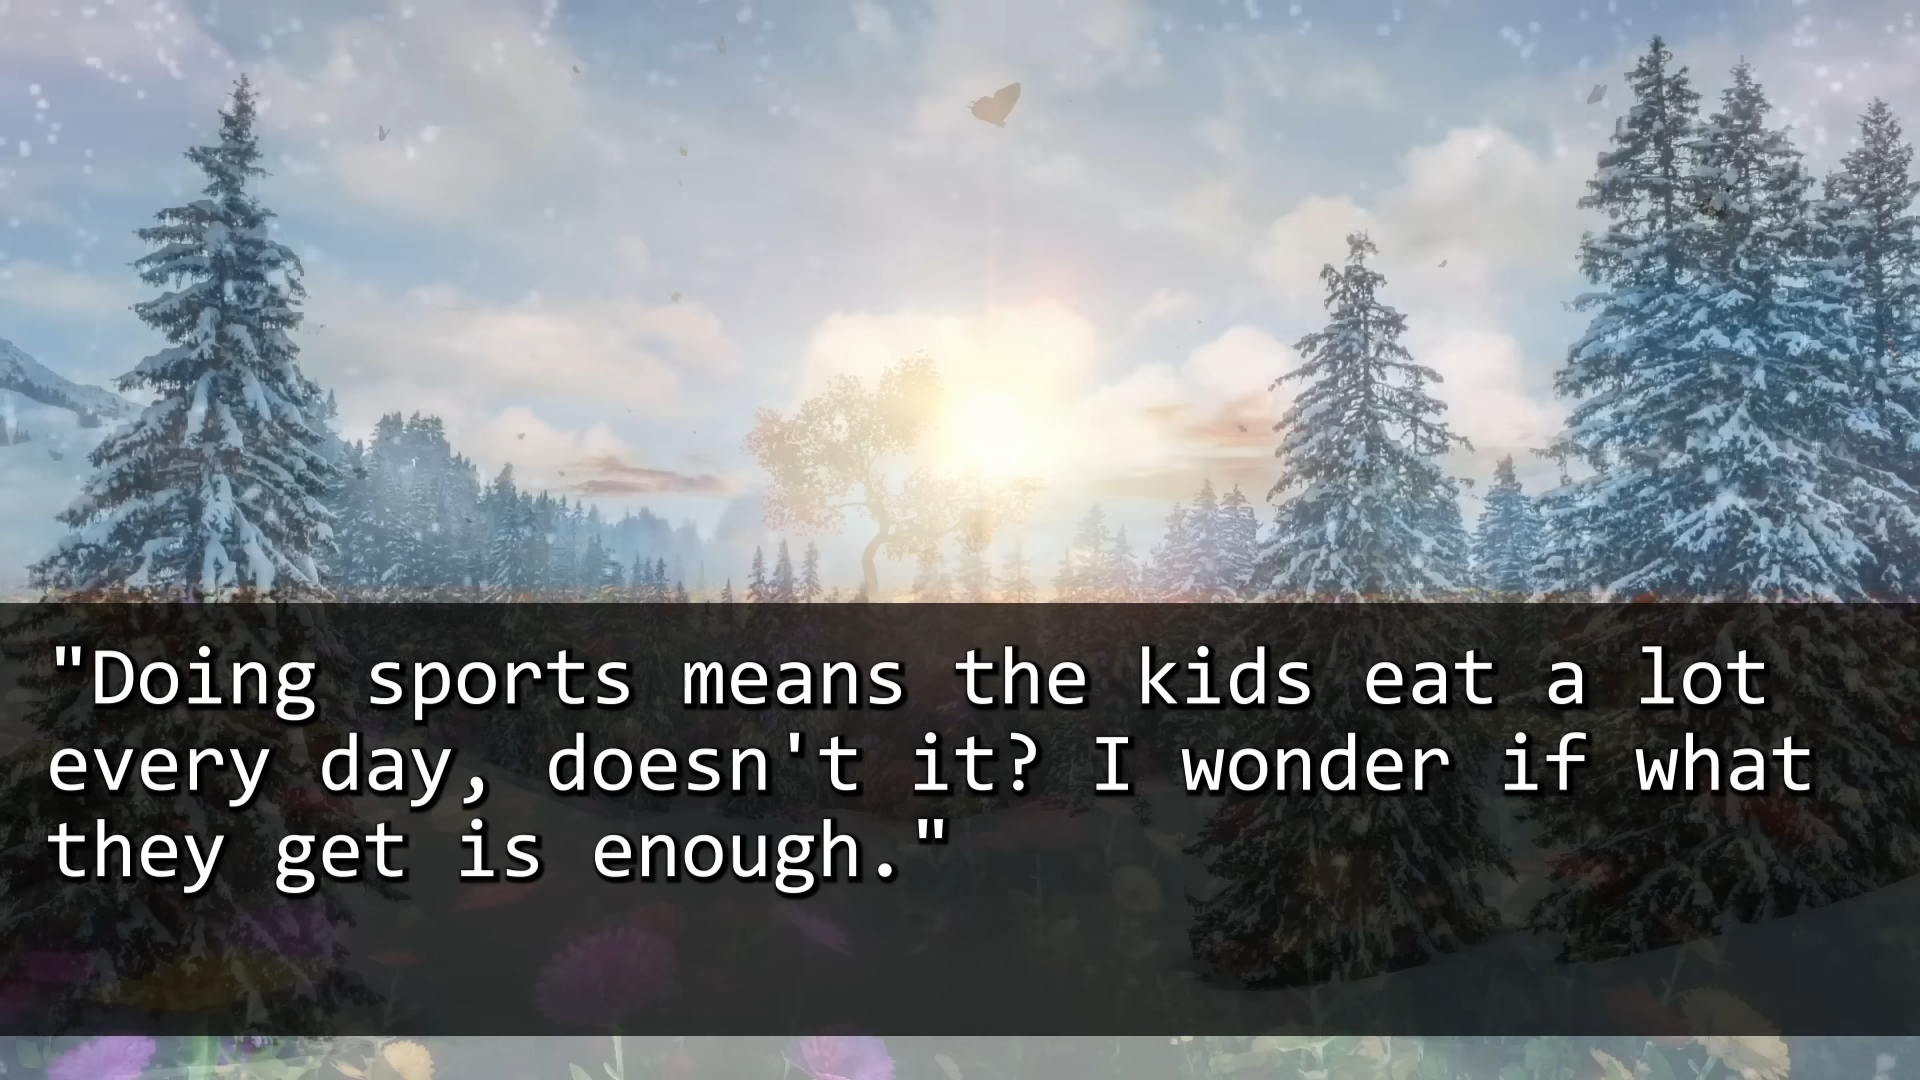 "Doing sports means the kids eat a lot
every day, doesn't it? I wonder if what
they get is enough."